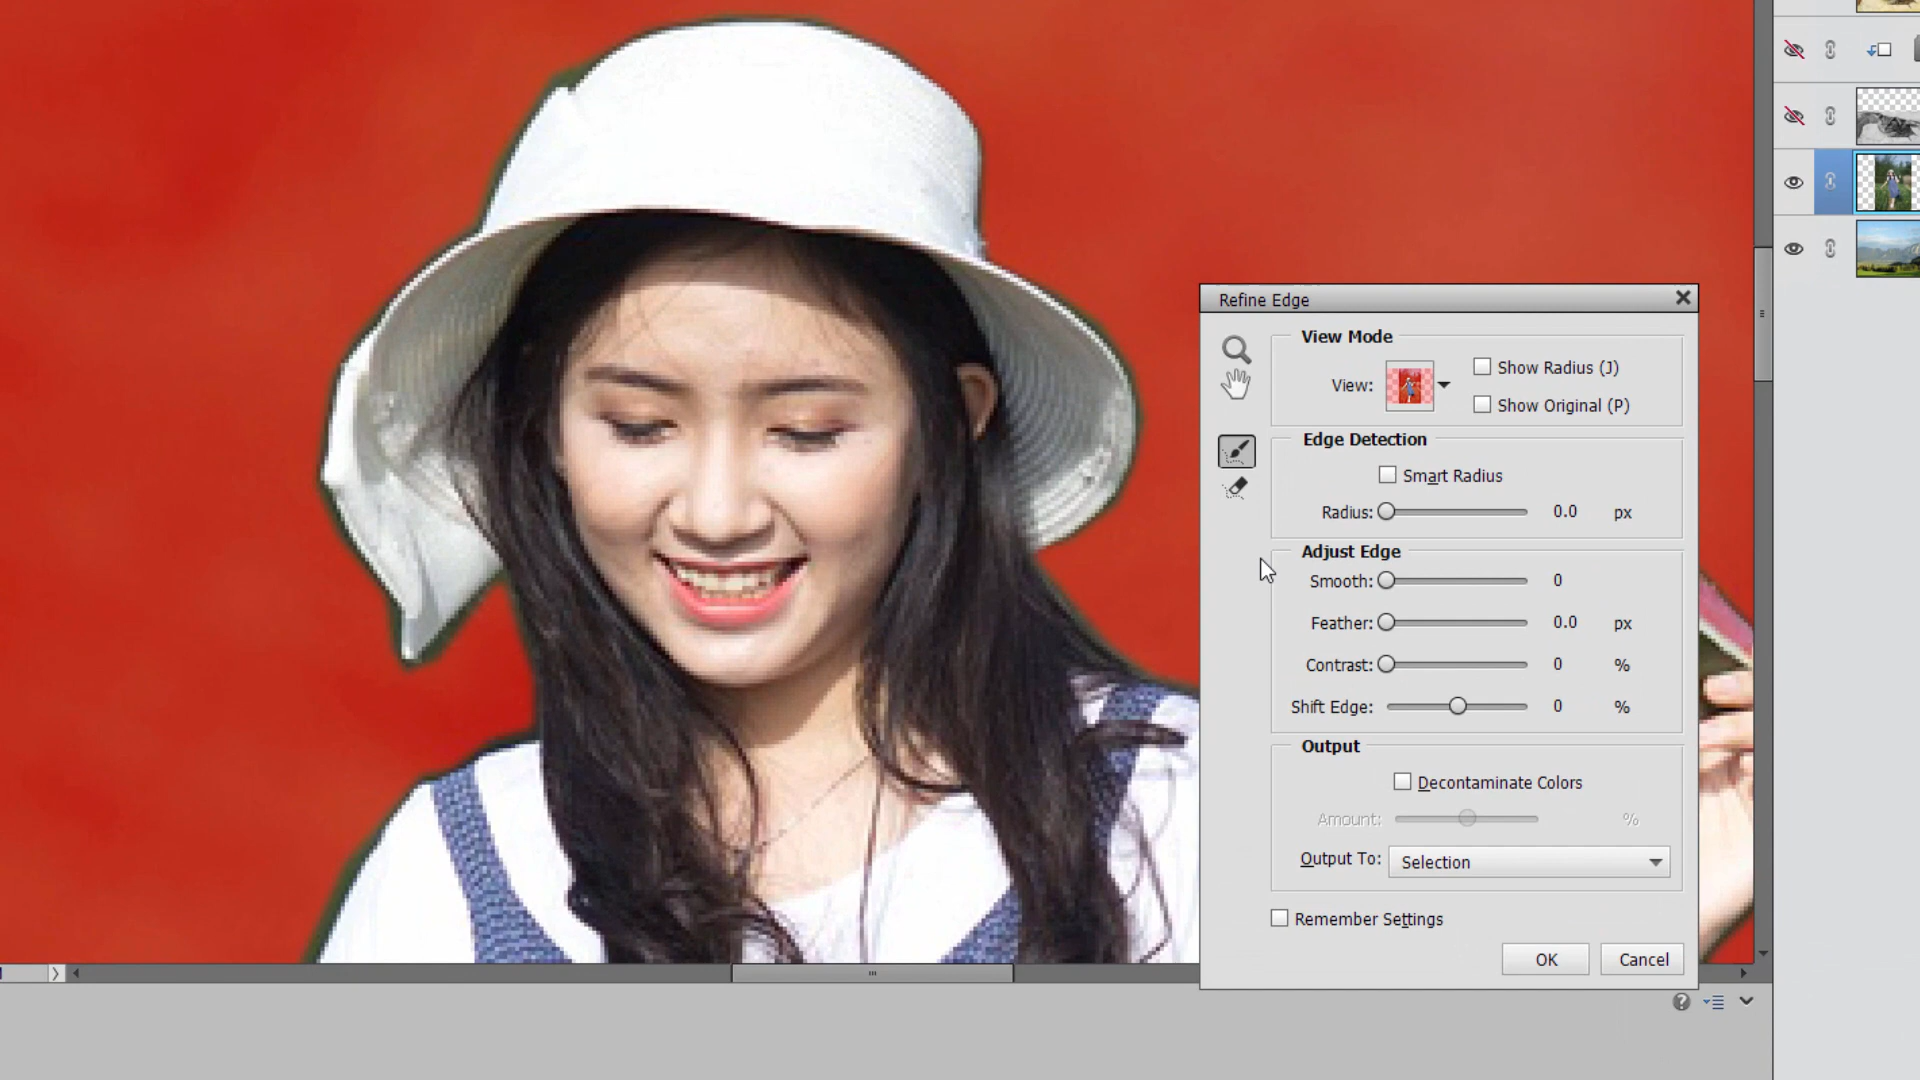 Refine Edge
View Mode
View:
Show Radius (J)
Show Original (P)
Edge Detection
Smart Radius
Radius: 0.0 px
Adjust Edge
Smooth: 0
Feather: 0.0 px
Contrast: 0 %
Shift Edge: 0 %
Output
Decontaminate Colors
Amount: %
Output To: Selection
Remember Settings
OK Cancel